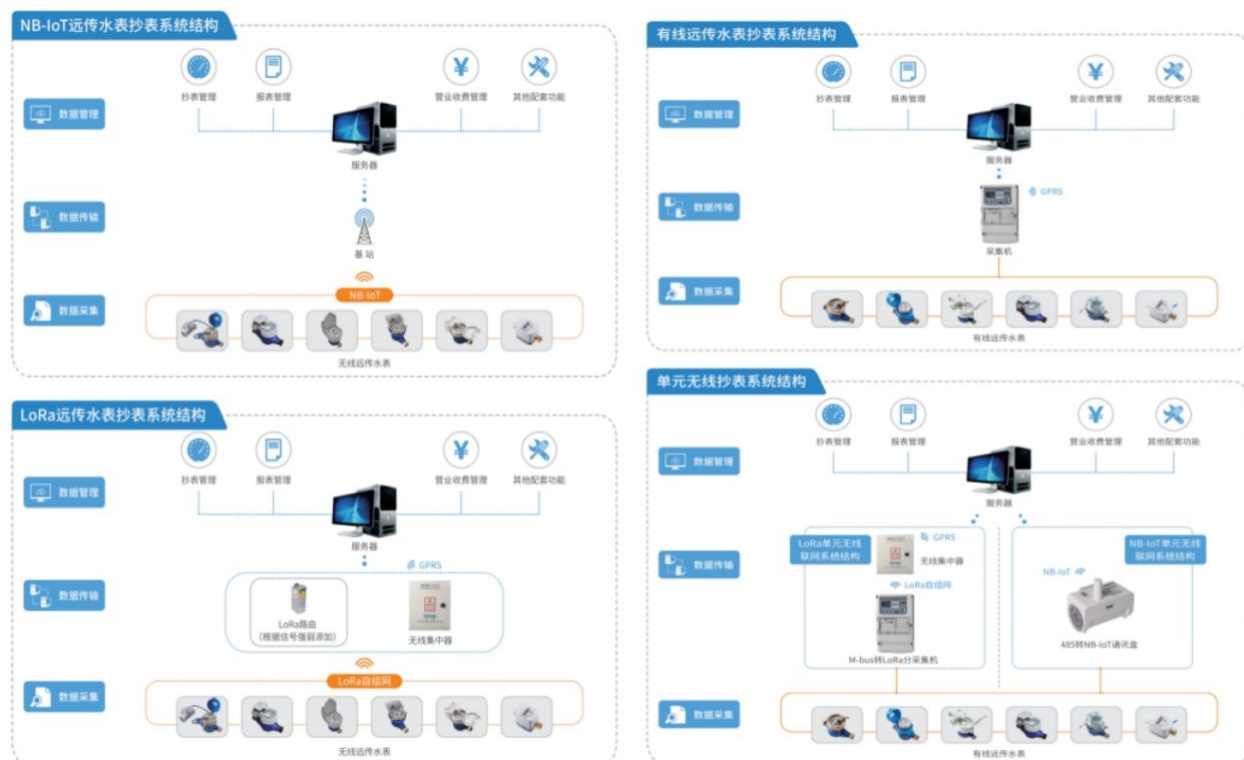 NB-IoT远传水表抄表系统结构
抄表管理
报表管理
营业收费管理
其他配套功能
数据管理
服务器
数据传输
基 站
NB-IoT
数据采集
无线远传水表
有线远传水表抄表系统结构
抄表管理
报表管理
营业收费管理
其他配套功能
数据管理
服务器
数据传输
GPRS
采集机
数据采集
有线远传水表
LoRa远传水表抄表系统结构
抄表管理
报表管理
营业收费管理
其他配套功能
数据管理
服务器
GPRS
数据传输
LoRa路由
(根据信号强弱添加)
无线集中器
LoRa自组网
数据采集
无线远传水表
单元无线抄表系统结构
抄表管理
报表管理
营业收费管理
其他配套功能
数据管理
服务器
LoRa单元无线
联网系统结构
GPRS
无线集中器
NB-IoT单元无线
联网系统结构
数据传输
LoRa自组网
NB-IoT
M-bus转LoRa分采集机
485转NB-IoT通讯盒
数据采集
有线远传水表